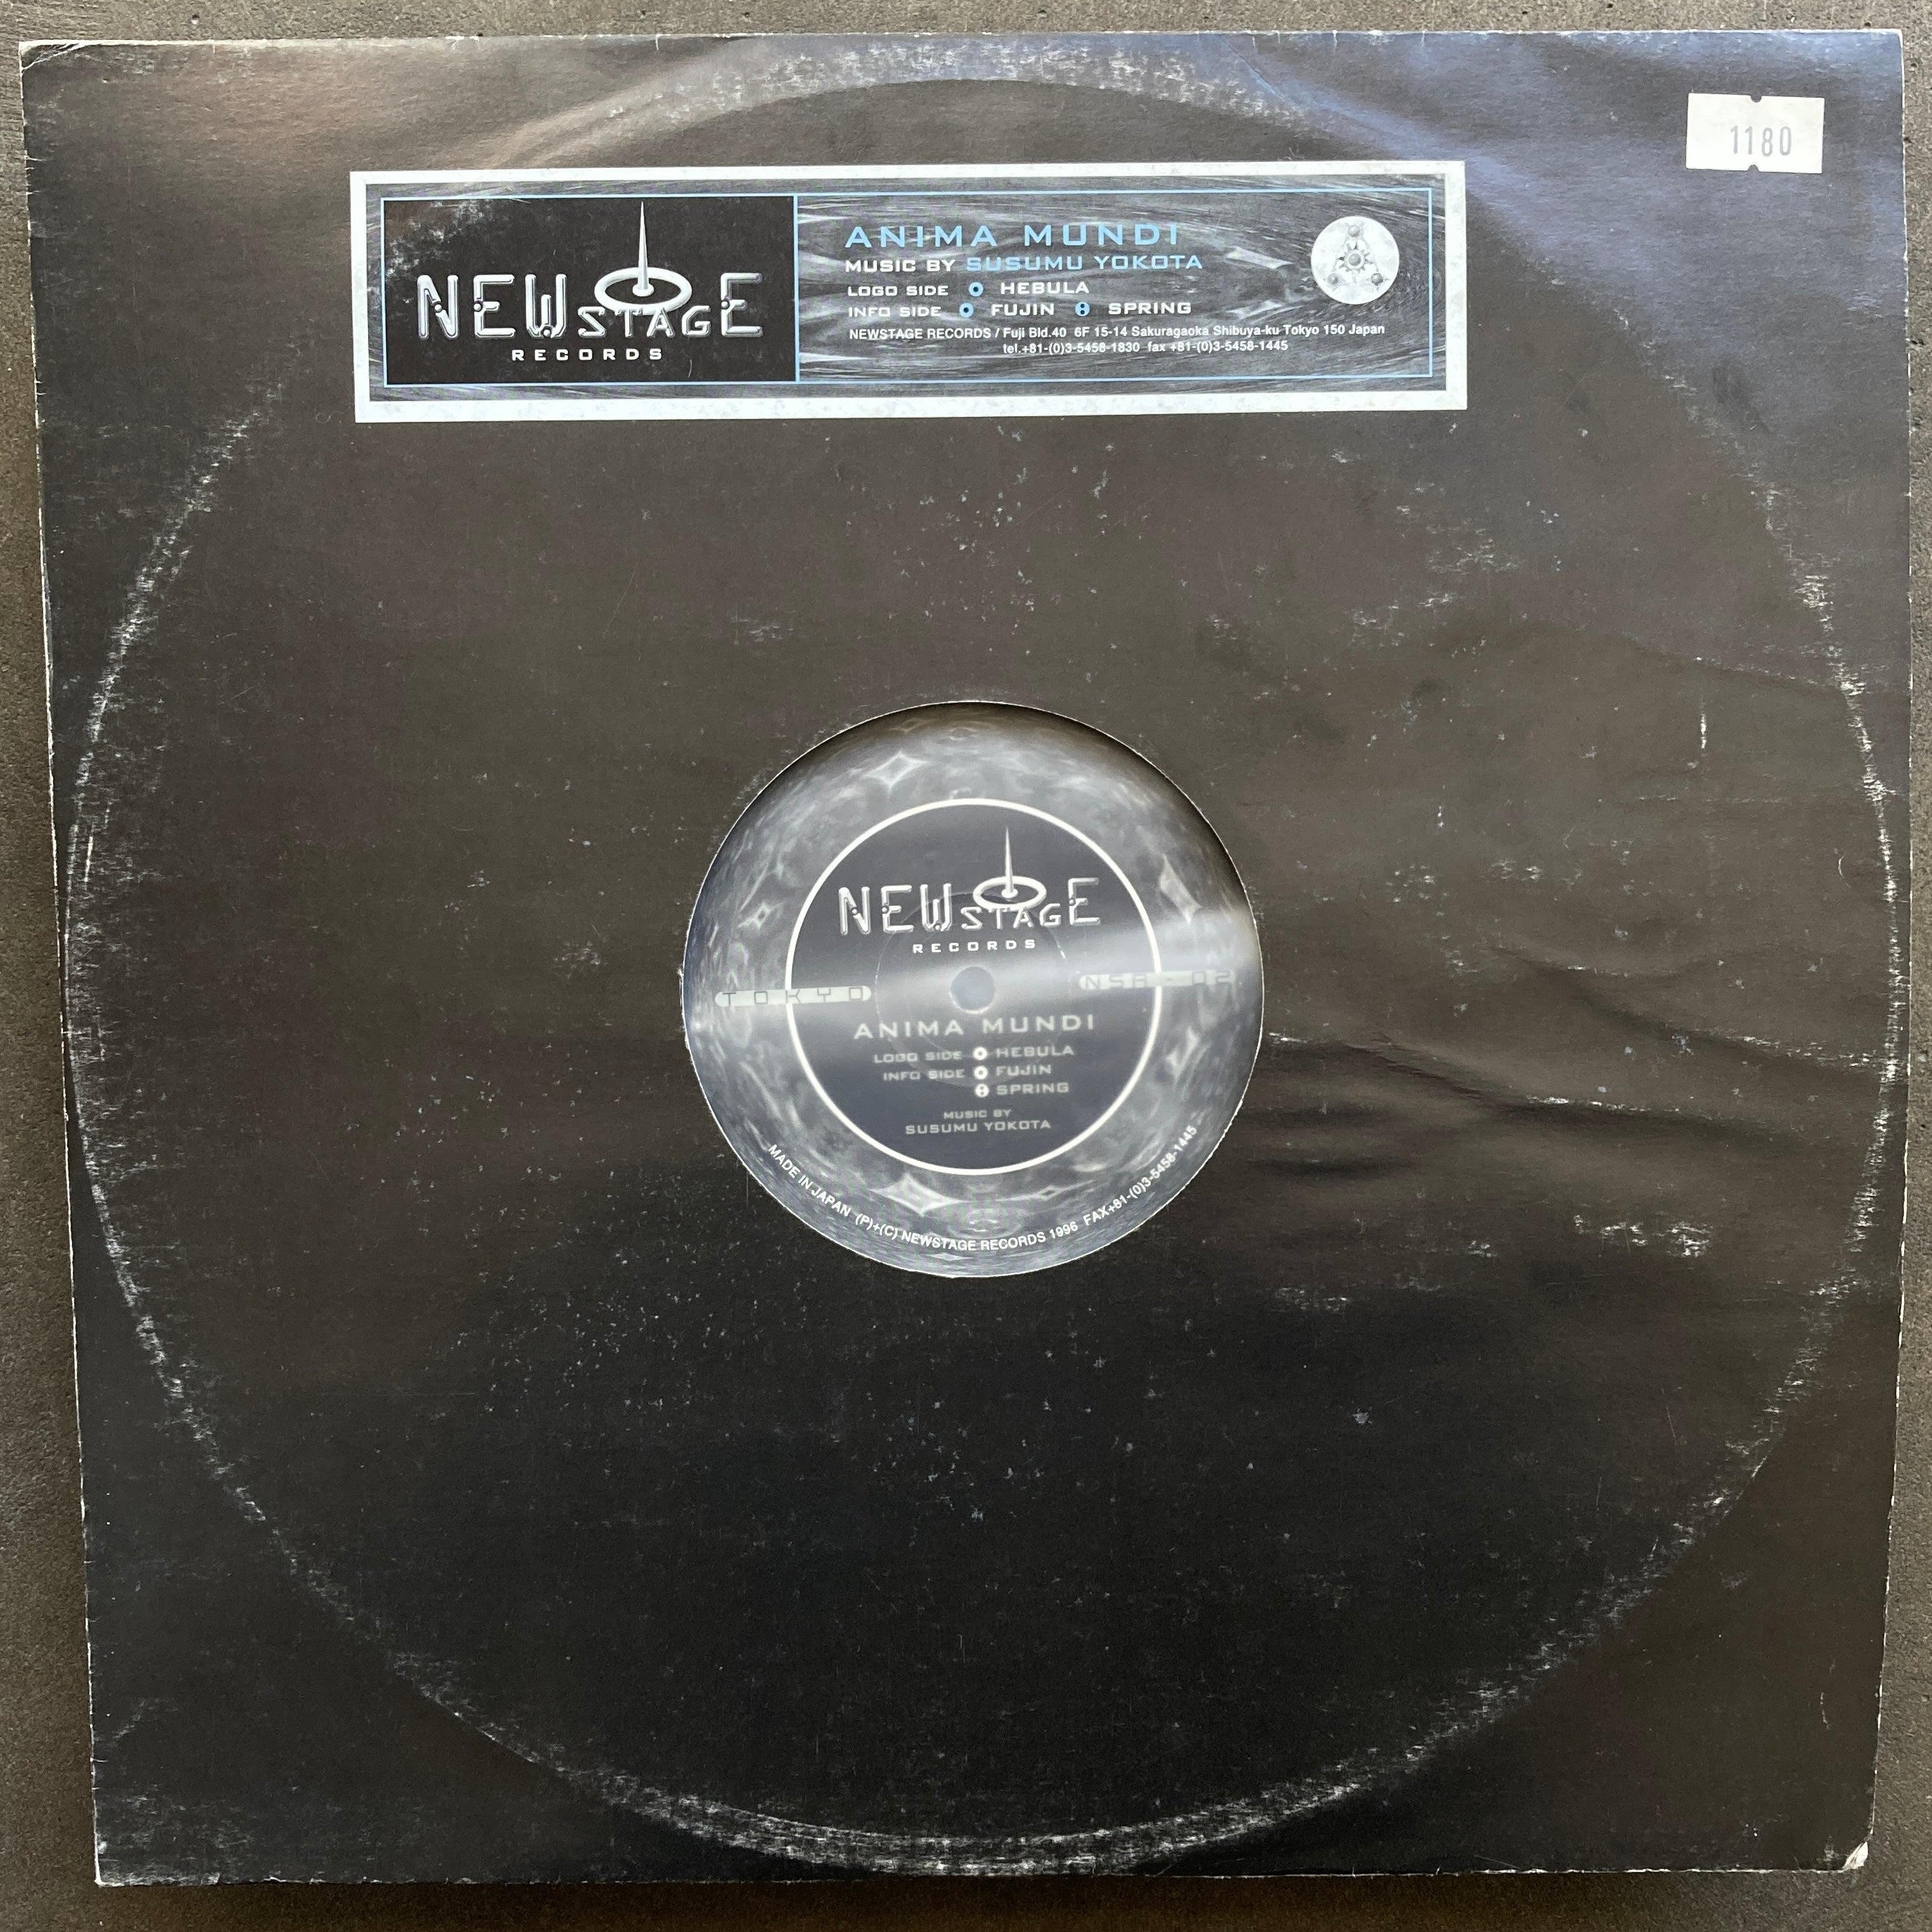 1180
NEWSTAGE
RECORDS
ANIMA MUNDI
MUSIC BY SUSUMU YOKOTA
LOGO SIDE HEBULA
INFO SIDE FUJIN SPRING
NEWSTAGE RECORDS / Fuji Bld.40 6F 15-14 Sakuragaoka Shibuya-ku Tokyo 150 Japan
tel.+81-(0)3-5458-1830 fax +81-(0)3-5458-1445
NEWSTAGE
RECORDS
TOKYO
NSR-02
ANIMA MUNDI
LOGO SIDE HEBULA
INFO SIDE FUJIN
SPRING
MUSIC BY
SUSUMU YOKOTA
MADE IN JAPAN (P)+(C) NEWSTAGE RECORDS 1996 FAX+81-(0)3-5458-1445